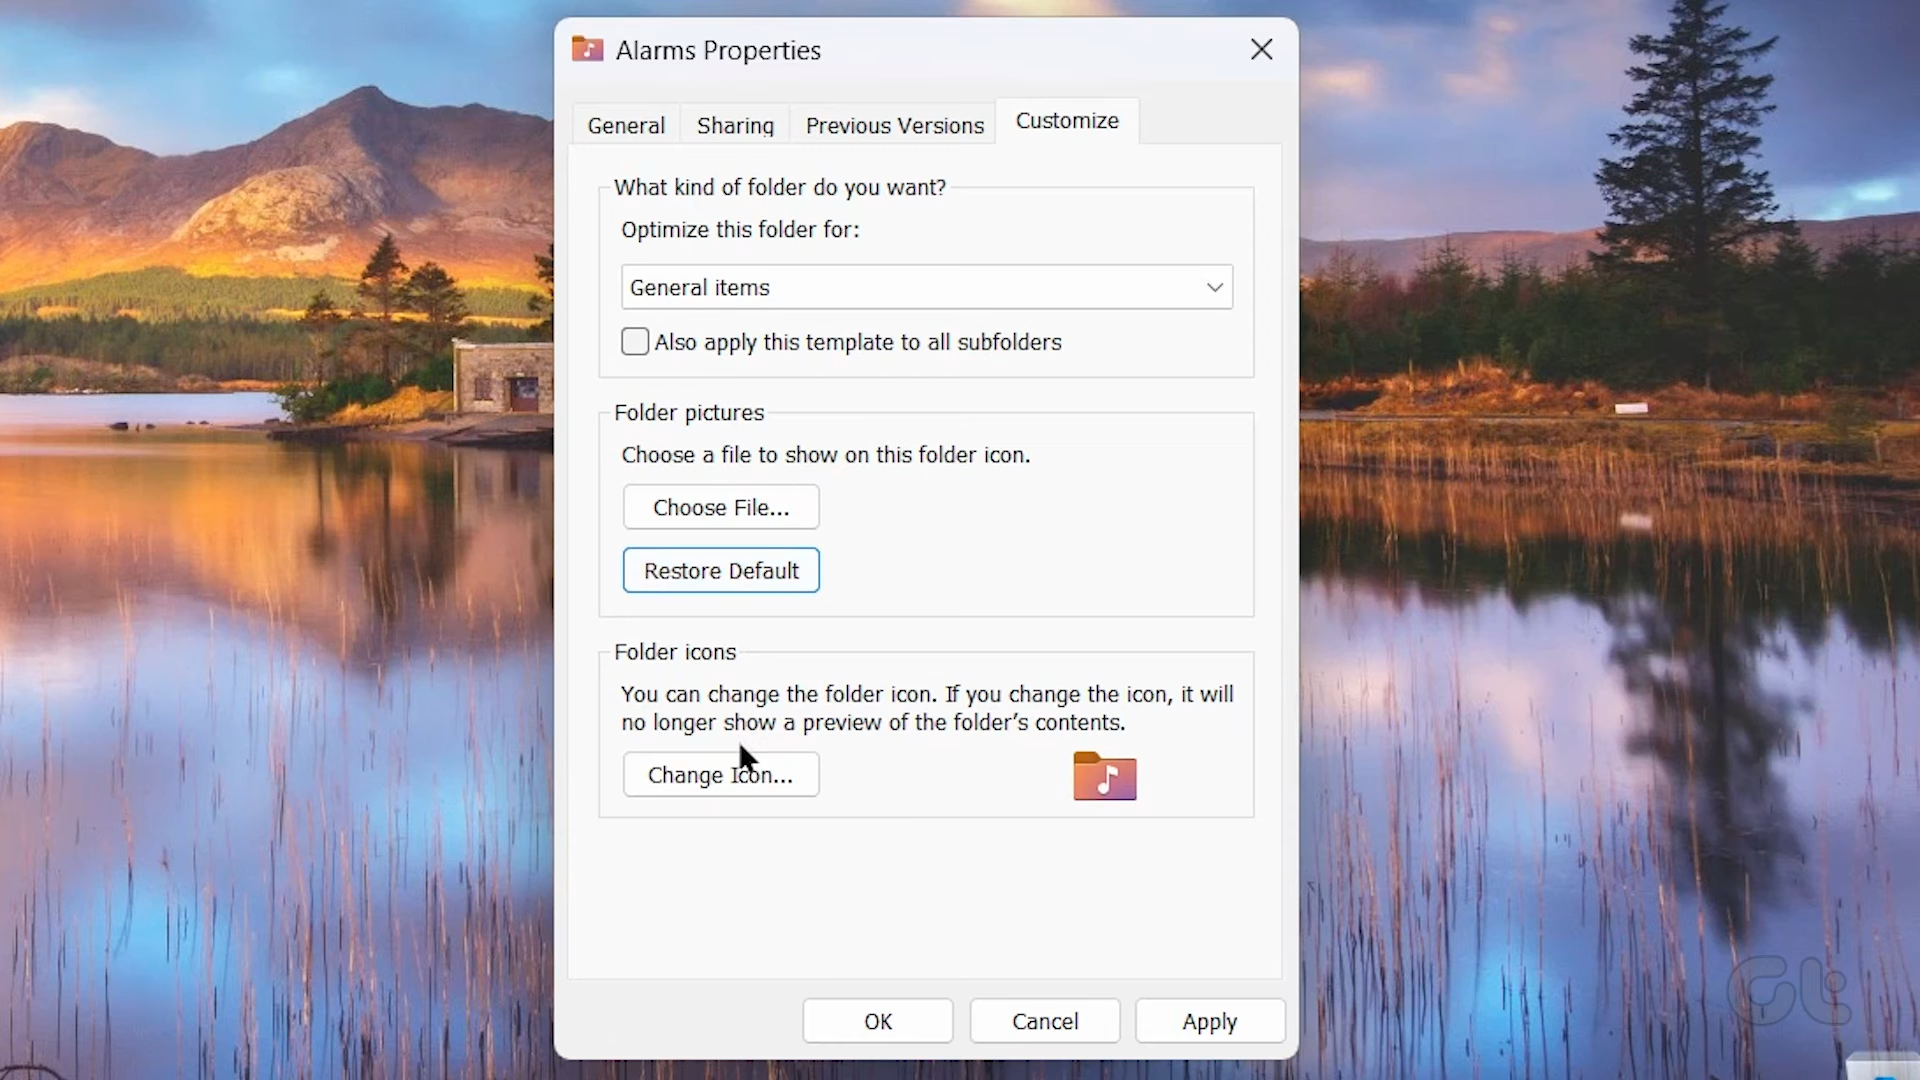 Alarms Properties
General
Sharing
Previous Versions
Customize
What kind of folder do you want?
Optimize this folder for:
General items
Also apply this template to all subfolders
Folder pictures
Choose a file to show on this folder icon.
Choose File...
Restore Default
Folder icons
You can change the folder icon. If you change the icon, it will
no longer show a preview of the folder's contents.
Change Icon...
OK
Cancel
Apply
Gt